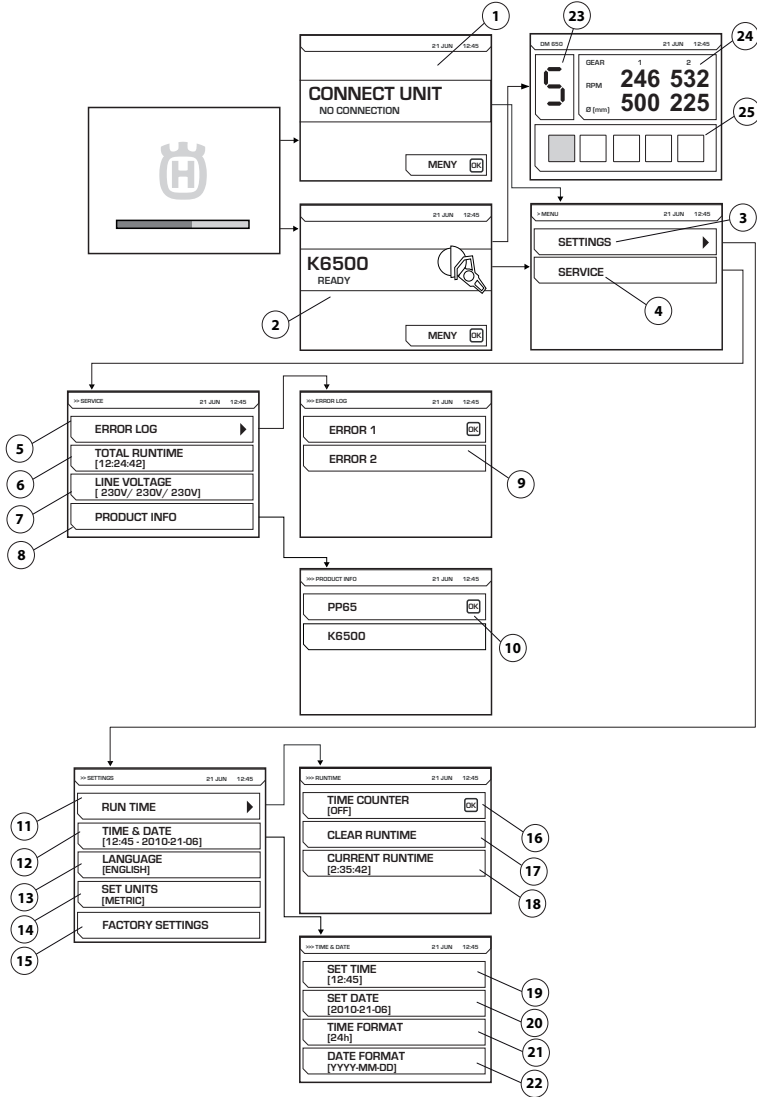 1
21 JUN 12:45
CONNECT UNIT
NO CONNECTION
MENY OK
23
24
DM 650 21 JUN 12:45
GEAR 1 2
RPM 246 532
Ø [mm] 500 225
S
25
H
21 JUN 12:45
K6500
READY
MENY OK
2
> MENU 21 JUN 12:45
SETTINGS
SERVICE
3
4
>> SERVICE 21 JUN 12:45
ERROR LOG
TOTAL RUNTIME
[12:24:42]
LINE VOLTAGE
[ 230V/ 230V/ 230V]
PRODUCT INFO
5
6
7
8
>>> ERROR LOG 21 JUN 12:45
ERROR 1 OK
ERROR 2
9
>>> PRODUCT INFO 21 JUN 12:45
PP65 OK
K6500
10
>> SETTINGS 21 JUN 12:45
RUN TIME
TIME & DATE
[12:45 - 2010-21-06]
LANGUAGE
[ENGLISH]
SET UNITS
[METRIC]
FACTORY SETTINGS
11
12
13
14
15
>>> RUNTIME 21 JUN 12:45
TIME COUNTER
[OFF] OK
CLEAR RUNTIME
CURRENT RUNTIME
[2:35:42]
16
17
18
>>> TIME & DATE 21 JUN 12:45
SET TIME
[12:45]
SET DATE
[2010-21-06]
TIME FORMAT
[24h]
DATE FORMAT
[YYYY-MM-DD]
19
20
21
22